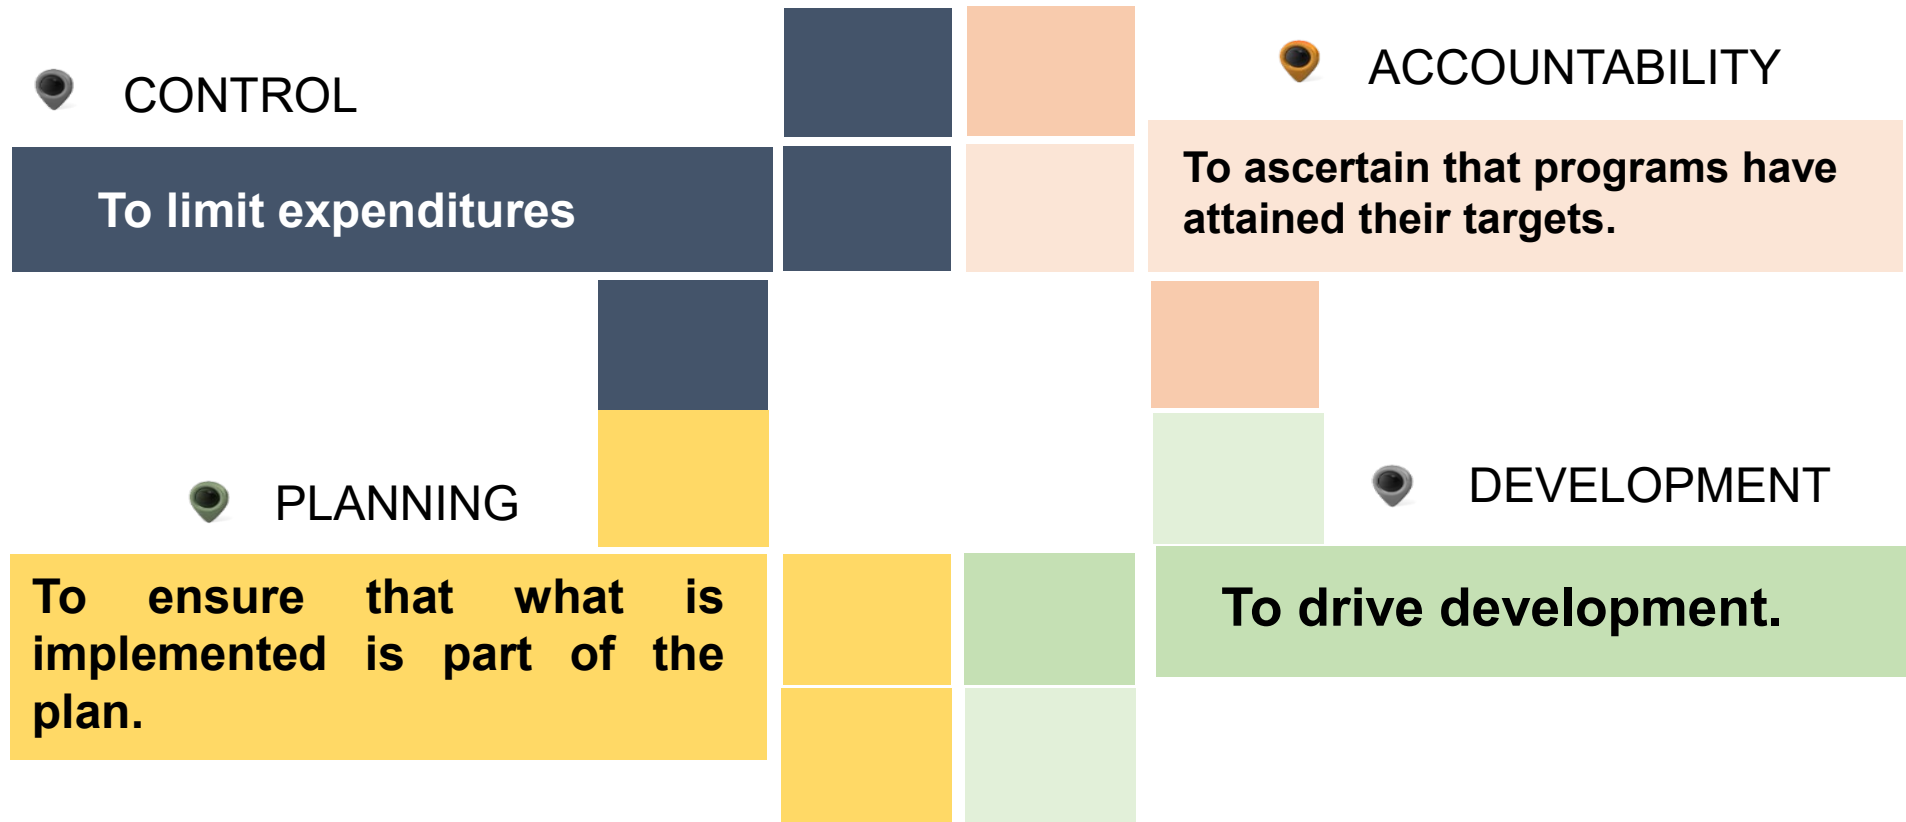 CONTROL
To limit expenditures
ACCOUNTABILITY
To ascertain that programs have
attained their targets.
PLANNING
To ensure that what is
implemented is part of the
plan.
DEVELOPMENT
To drive development.